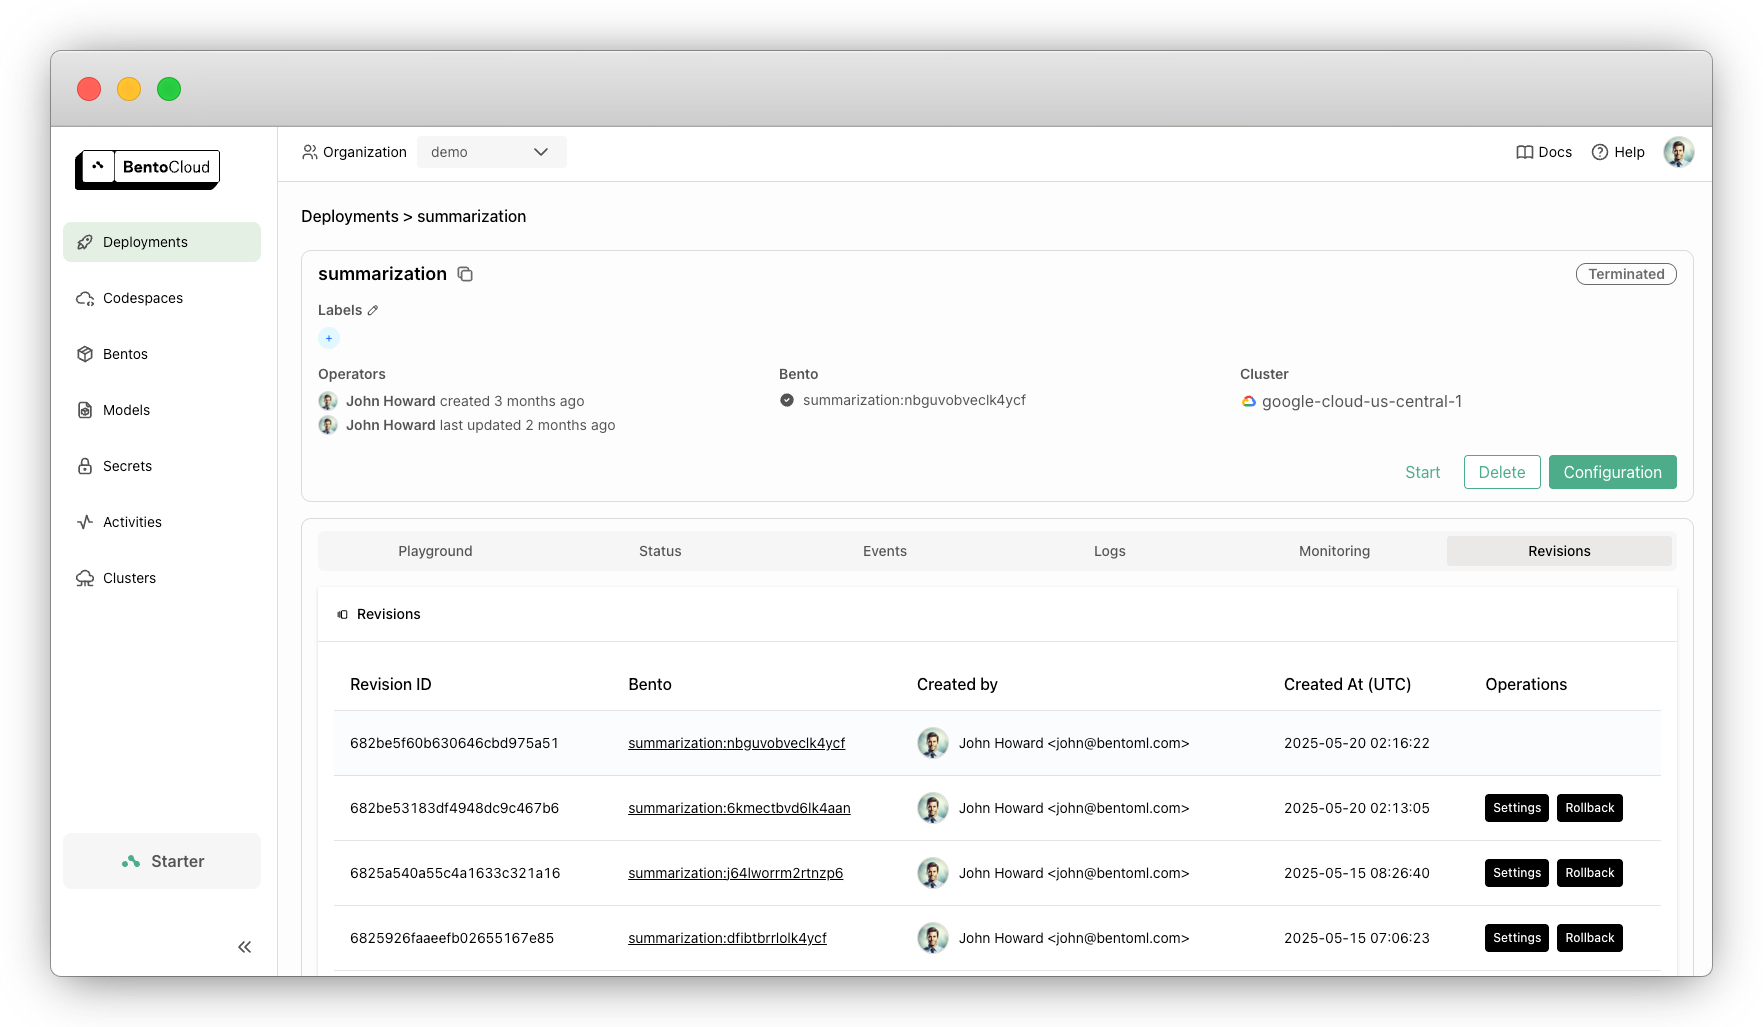 BentoCloud
Organization demo Docs Help
Deployments
Codespaces
Bentos
Models
Secrets
Activities
Clusters
Starter
Deployments > summarization
summarization Terminated
Labels
+
Operators Bento Cluster
John Howard created 3 months ago summarization:nbguvobveclk4ycf google-cloud-us-central-1
John Howard last updated 2 months ago
Start Delete Configuration
Playground Status Events Logs Monitoring Revisions
Revisions
Revision ID Bento Created by Created At (UTC) Operations
682be5f60b630646cbd975a51 summarization:nbguvobveclk4ycf John Howard <john@bentoml.com> 2025-05-20 02:16:22
682be53183df4948dc9c467b6 summarization:6kmectbvd6lk4aan John Howard <john@bentoml.com> 2025-05-20 02:13:05 Settings Rollback
6825a540a55c4a1633c321a16 summarization:j64lworrm2rtnzp6 John Howard <john@bentoml.com> 2025-05-15 08:26:40 Settings Rollback
6825926faaeefb02655167e85 summarization:dfibtbrrlolk4ycf John Howard <john@bentoml.com> 2025-05-15 07:06:23 Settings Rollback